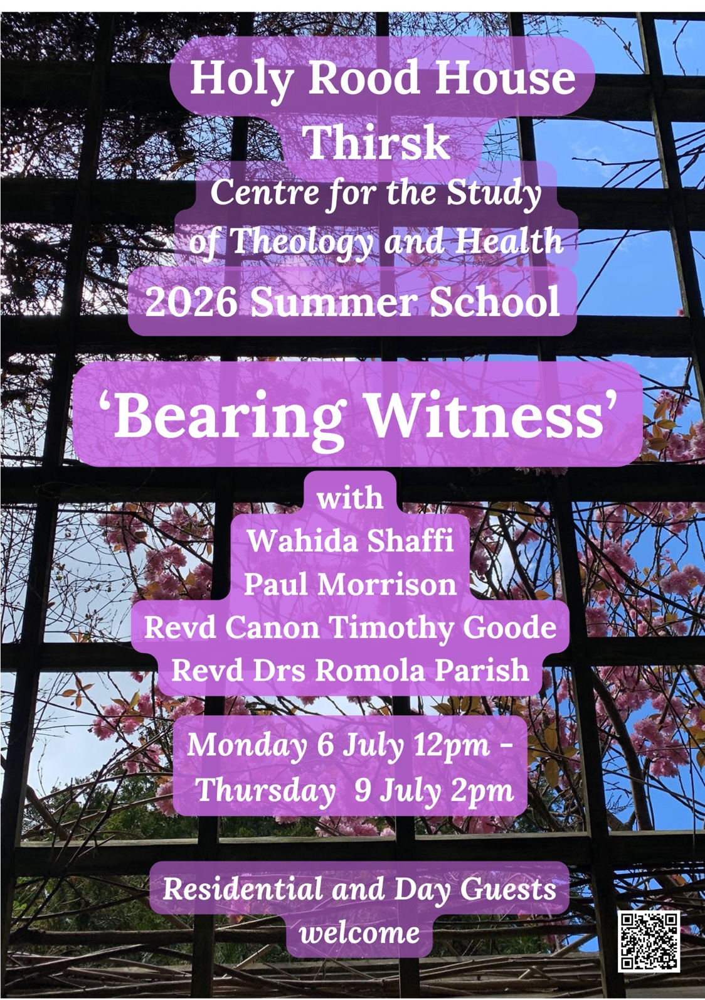 Holy Rood House
Thirsk
Centre for the Study
of Theology and Health
2026 Summer School
‘Bearing Witness’
with
Wahida Shaffi
Paul Morrison
Revd Canon Timothy Goode
Revd Drs Romola Parish
Monday 6 July 12pm -
Thursday  9 July 2pm
Residential and Day Guests
welcome